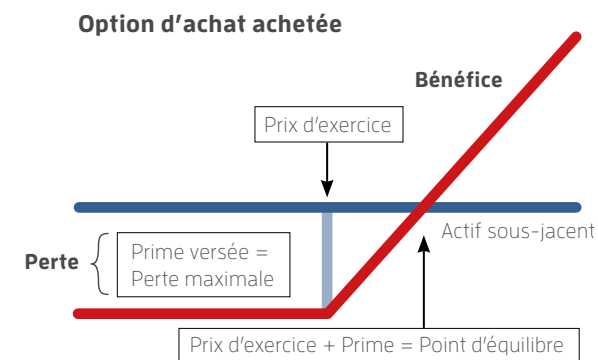 Option d’achat achetée
Bénéfice
Prix d’exercice
Actif sous-jacent
Perte
Prime versée =
Perte maximale
Prix d’exercice + Prime = Point d’équilibre